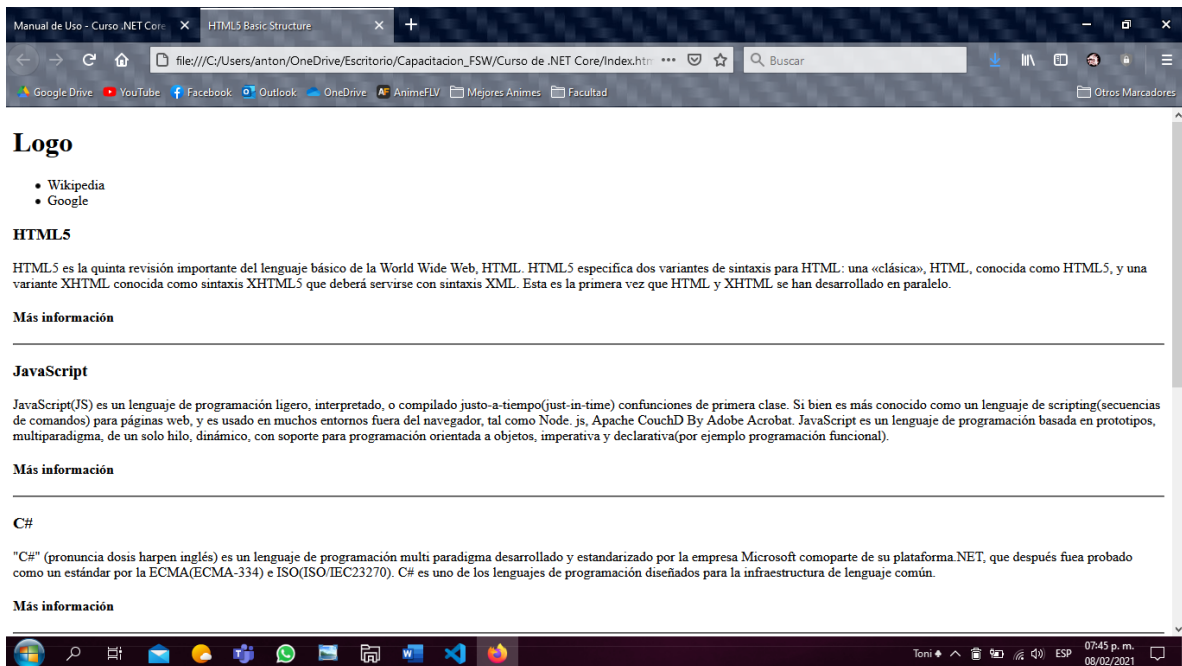 Manual de Uso - Curso .NET Core
HTML5 Basic Structure
file:///C:/Users/anton/OneDrive/Escritorio/Capacitacion_FSW/Curso de .NET Core/Index.htm
Buscar
Google Drive YouTube Facebook Outlook OneDrive AnimeFLV Mejores Animes Facultad Otros Marcadores
Logo
• Wikipedia
• Google
HTML5
HTML5 es la quinta revisión importante del lenguaje básico de la World Wide Web, HTML. HTML5 especifica dos variantes de sintaxis para HTML: una «clásica», HTML, conocida como HTML5, y una
variante XHTML conocida como sintaxis XHTML5 que deberá servirse con sintaxis XML. Esta es la primera vez que HTML y XHTML se han desarrollado en paralelo.
Más información
JavaScript
JavaScript(JS) es un lenguaje de programación ligero, interpretado, o compilado justo-a-tiempo(just-in-time) confunciones de primera clase. Si bien es más conocido como un lenguaje de scripting(secuencias
de comandos) para páginas web, y es usado en muchos entornos fuera del navegador, tal como Node. js, Apache CouchD By Adobe Acrobat. JavaScript es un lenguaje de programación basada en prototipos,
multiparadigma, de un solo hilo, dinámico, con soporte para programación orientada a objetos, imperativa y declarativa(por ejemplo programación funcional).
Más información
C#
"C#" (pronuncia dosis harpen inglés) es un lenguaje de programación multi paradigma desarrollado y estandarizado por la empresa Microsoft comoparte de su plataforma.NET, que después fuea probado
como un estándar por la ECMA(ECMA-334) e ISO(ISO/IEC23270). C# es uno de los lenguajes de programación diseñados para la infraestructura de lenguaje común.
Más información
Toni ESP 07:45 p. m.
08/02/2021